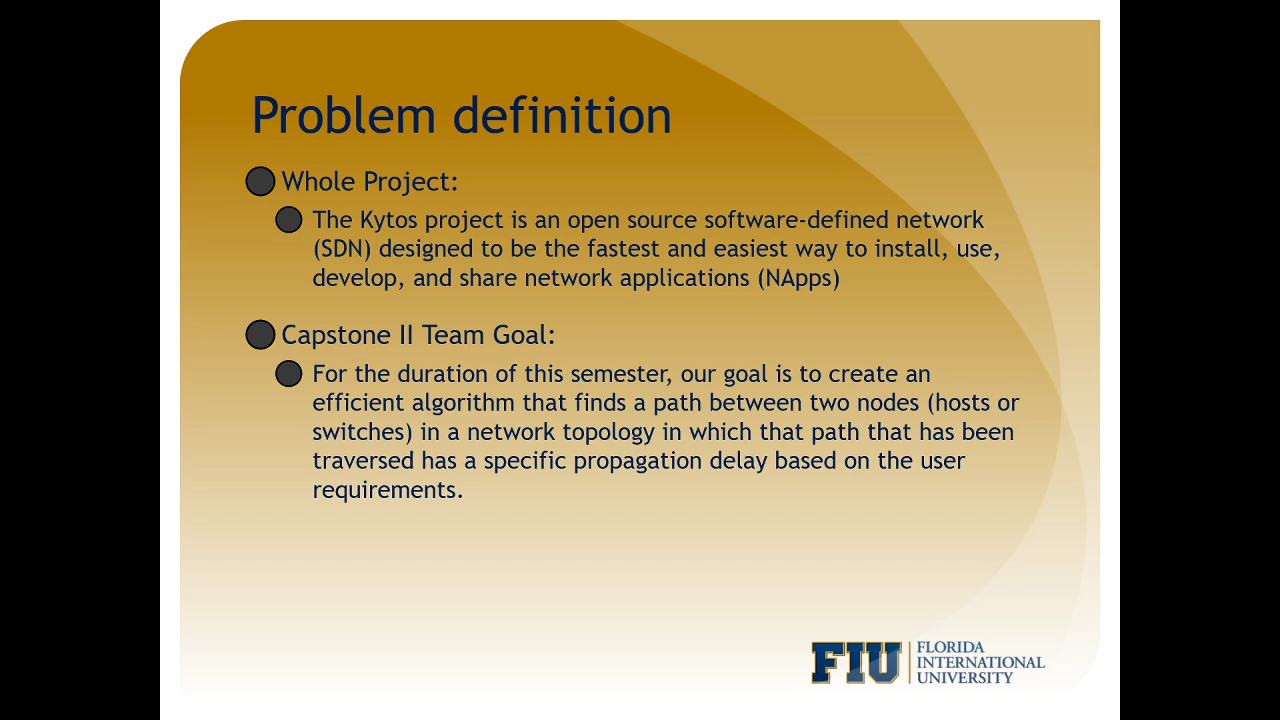 Problem definition
Whole Project:
The Kytos project is an open source software-defined network
(SDN) designed to be the fastest and easiest way to install, use,
develop, and share network applications (NApps)
Capstone II Team Goal:
For the duration of this semester, our goal is to create an
efficient algorithm that finds a path between two nodes (hosts or
switches) in a network topology in which that path that has been
traversed has a specific propagation delay based on the user
requirements.
FIU
FLORIDA
INTERNATIONAL
UNIVERSITY